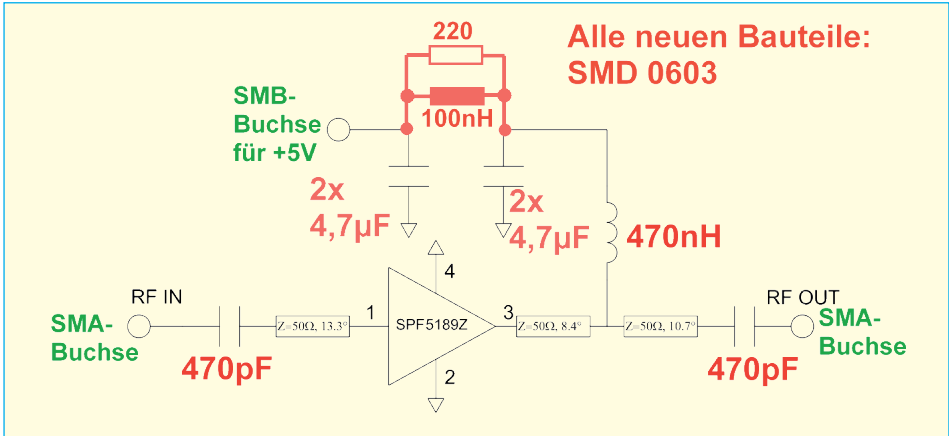 220
Alle neuen Bauteile:
SMD 0603
100nH
SMB-
Buchse
für +5V
2x
4,7µF
2x
4,7µF
470nH
4
RF IN
RF OUT
SMA-
Buchse
Z=50Ω, 13.3°
1
SPF5189Z
3
Z=50Ω, 8.4°
Z=50Ω, 10.7°
SMA-
Buchse
470pF
2
470pF